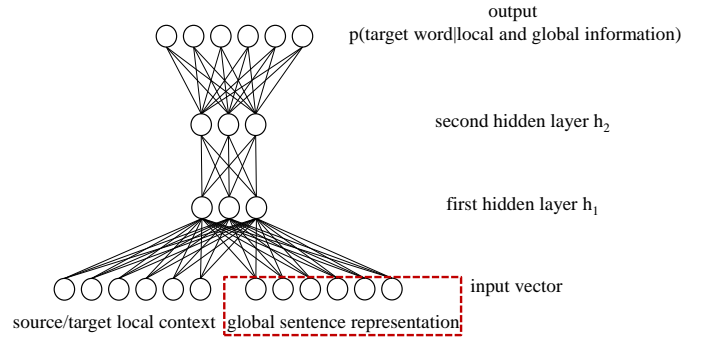 output
p(target word|local and global information)
second hidden layer h₂
first hidden layer h₁
input vector
source/target local context
global sentence representation